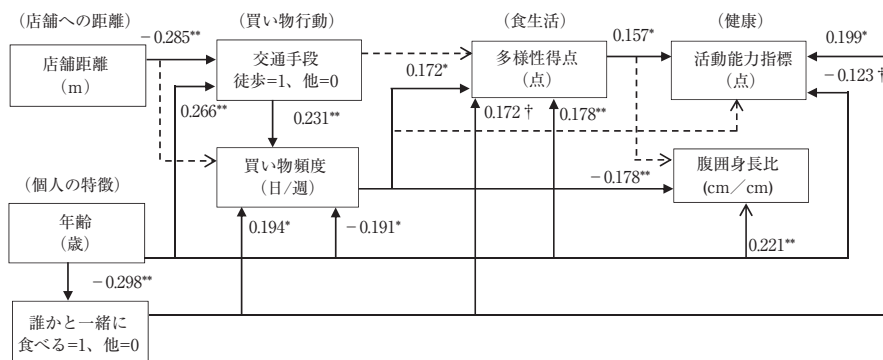 (店舗への距離)
(買い物行動)
(食生活)
(健康)
店舗距離
(m)
−0.285**
交通手段
徒歩=1、他=0
多様性得点
(点)
0.157*
活動能力指標
(点)
0.199*
−0.123 †
0.266**
0.172*
0.231**
0.172 †
0.178**
買い物頻度
(日/週)
−0.178**
腹囲身長比
(cm/cm)
(個人の特徴)
年齢
(歳)
0.194*
−0.191*
0.221**
−0.298**
誰かと一緒に
食べる=1、他=0